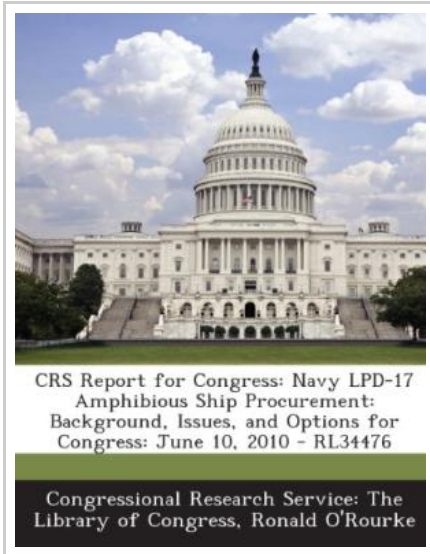 CRS Report for Congress: Navy LPD-17
Amphibious Ship Procurement:
Background, Issues, and Options for
Congress: June 10, 2010 - RL34476
Congressional Research Service: The
Library of Congress, Ronald O'Rourke